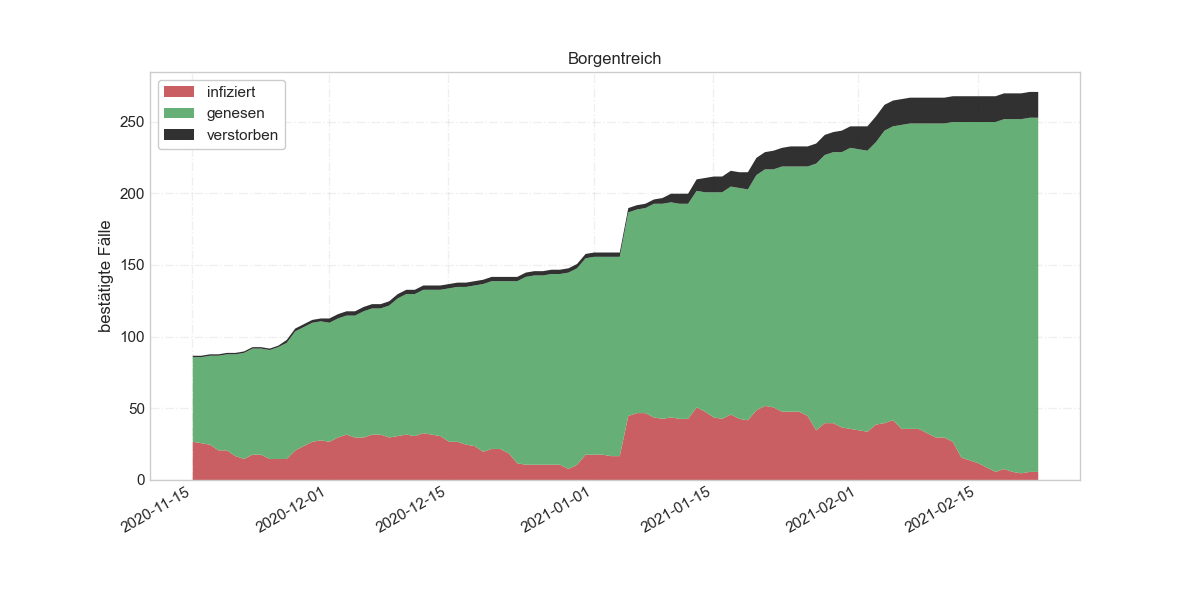 Borgentreich
infiziert
genesen
verstorben
bestätigte Fälle
250
200
150
100
50
0
2020-11-15
2020-12-01
2020-12-15
2021-01-01
2021-01-15
2021-02-01
2021-02-15